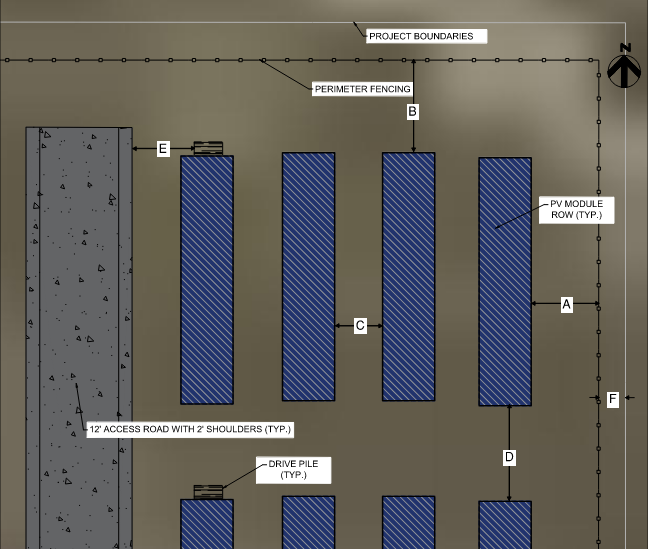 PROJECT BOUNDARIES
N
PERIMETER FENCING
B
E
PV MODULE
ROW (TYP.)
A
C
F
12' ACCESS ROAD WITH 2' SHOULDERS (TYP.)
D
DRIVE PILE
(TYP.)